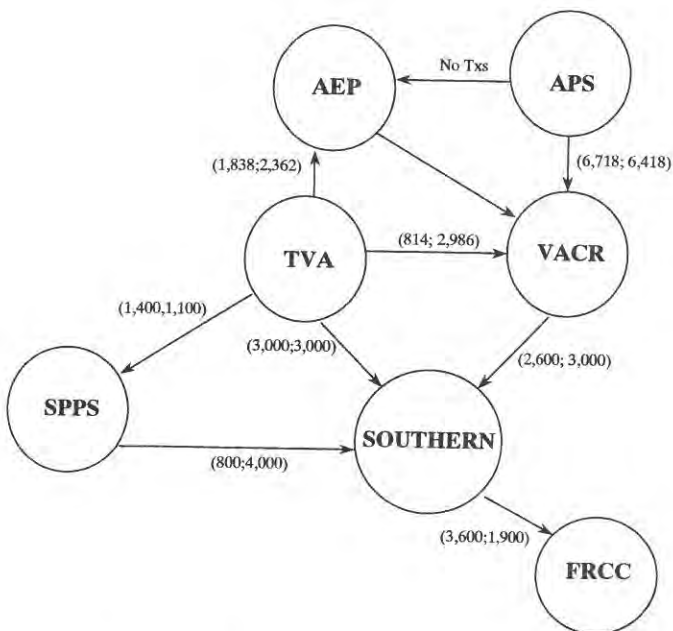 No Txs
AEP
APS
(1,838;2,362)
(6,718; 6,418)
(814; 2,986)
TVA
VACR
(1,400,1,100)
(3,000;3,000)
(2,600; 3,000)
SPPS
SOUTHERN
(800;4,000)
(3,600;1,900)
FRCC